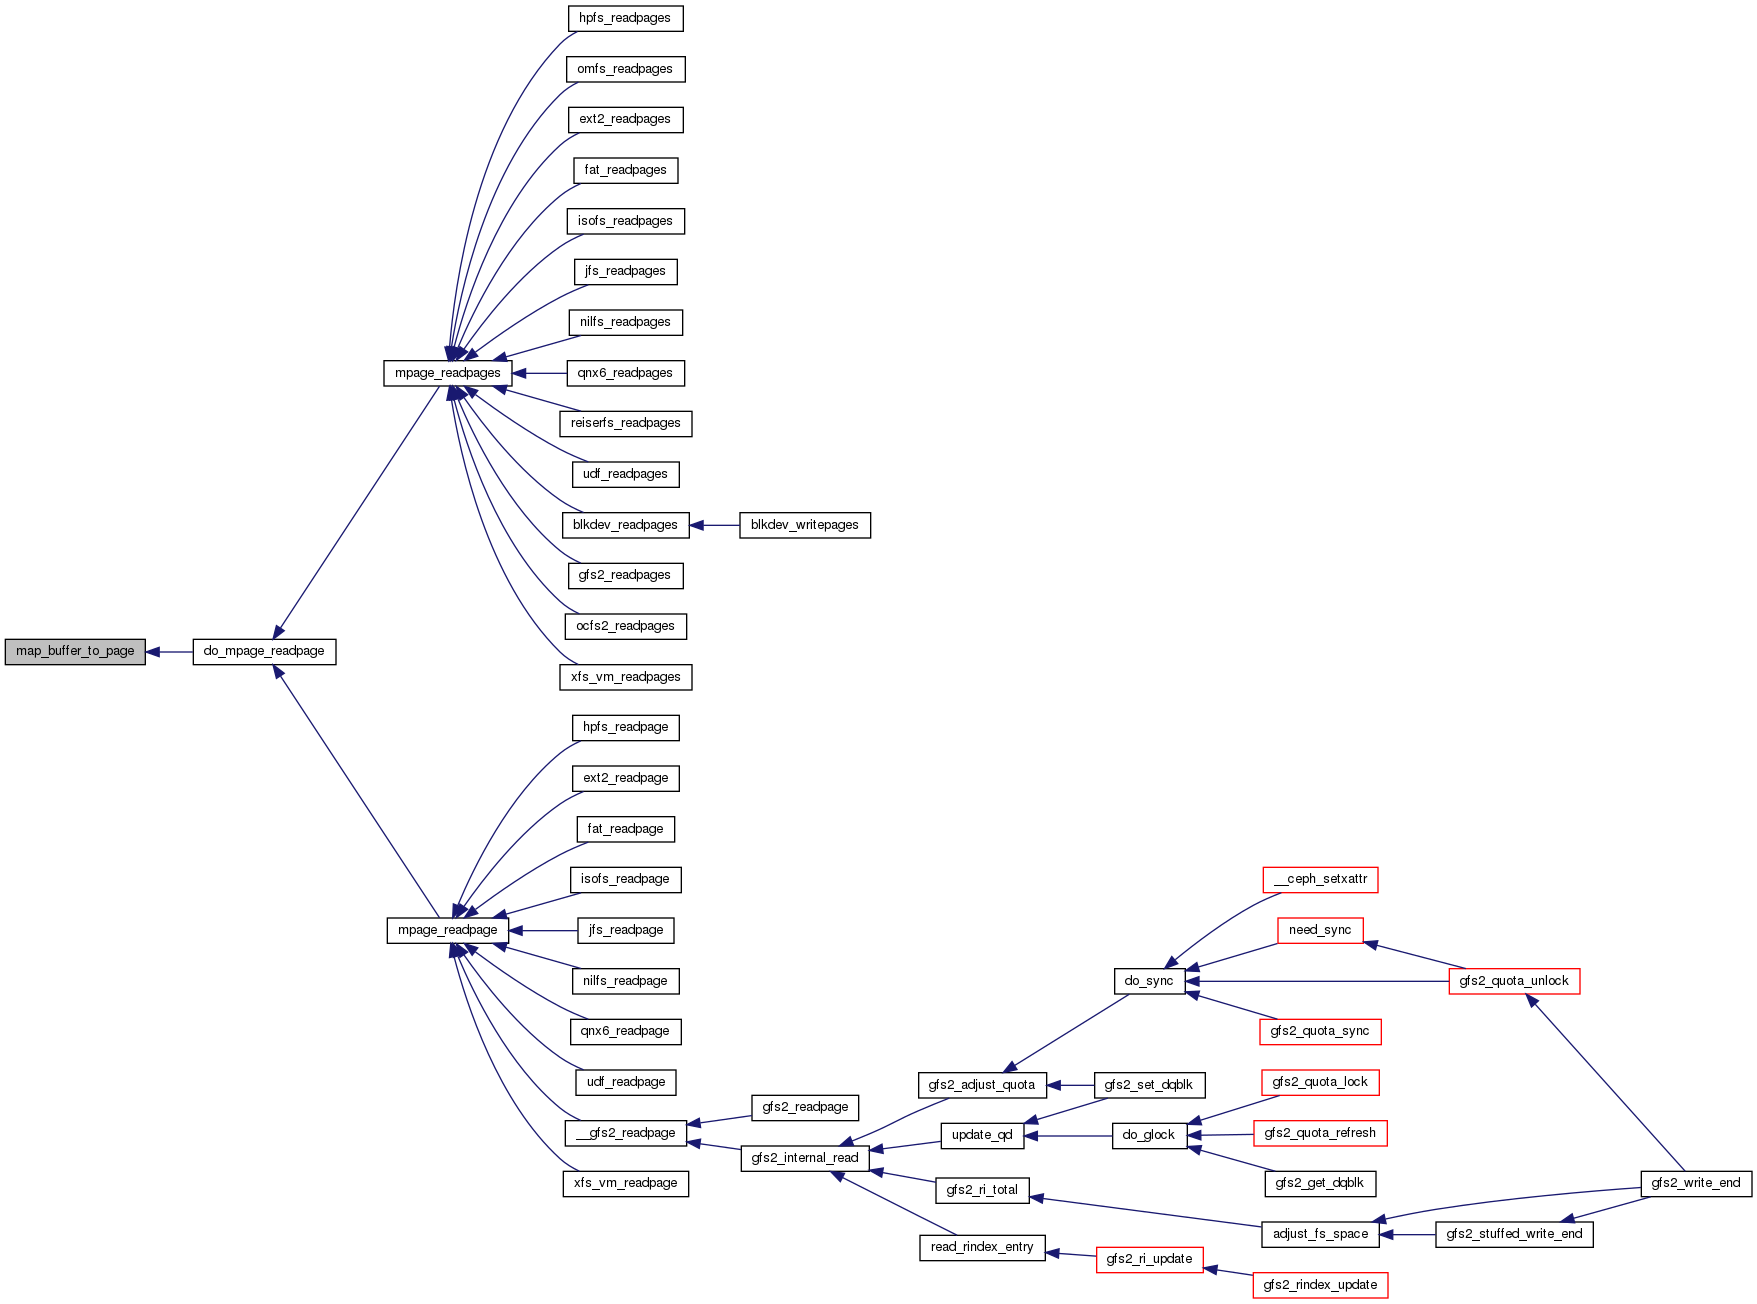 hpfs_readpages
omfs_readpages
ext2_readpages
fat_readpages
isofs_readpages
jfs_readpages
nilfs_readpages
mpage_readpages
qnx6_readpages
reiserfs_readpages
udf_readpages
blkdev_readpages
blkdev_writepages
gfs2_readpages
ocfs2_readpages
map_buffer_to_page
do_mpage_readpage
xfs_vm_readpages
hpfs_readpage
ext2_readpage
fat_readpage
isofs_readpage
__ceph_setxattr
mpage_readpage
jfs_readpage
need_sync
nilfs_readpage
do_sync
gfs2_quota_unlock
qnx6_readpage
gfs2_quota_sync
udf_readpage
gfs2_adjust_quota
gfs2_set_dqblk
gfs2_quota_lock
gfs2_readpage
__gfs2_readpage
update_qd
do_glock
gfs2_quota_refresh
gfs2_internal_read
xfs_vm_readpage
gfs2_ri_total
gfs2_get_dqblk
gfs2_write_end
adjust_fs_space
gfs2_stuffed_write_end
read_rindex_entry
gfs2_ri_update
gfs2_rindex_update